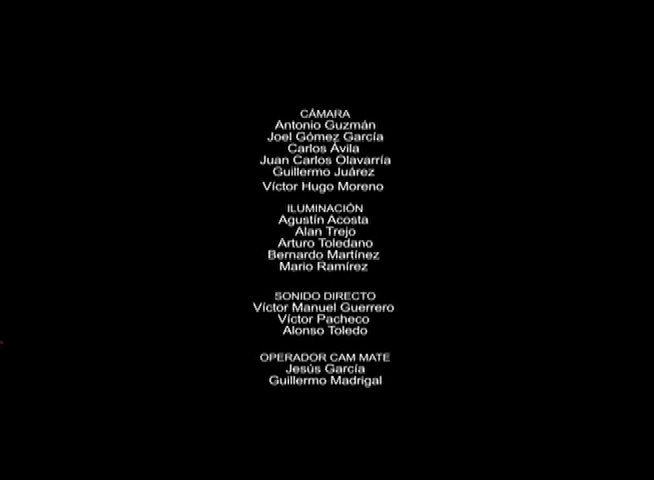 CÁMARA
Antonio Guzmán
Joel Gómez García
Carlos Ávila
Juan Carlos Olavarría
Guillermo Juárez
Víctor Hugo Moreno
ILUMINACIÓN
Agustín Acosta
Alan Trejo
Arturo Toledano
Bernardo Martínez
Mario Ramírez
SONIDO DIRECTO
Víctor Manuel Guerrero
Víctor Pacheco
Alonso Toledo
OPERADOR CAM MATE
Jesús García
Guillermo Madrigal